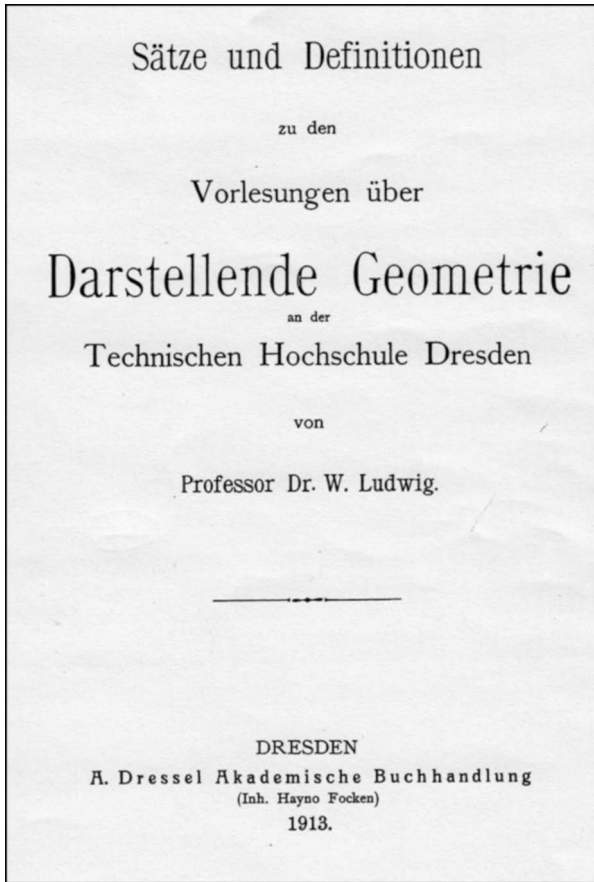 Sätze und Definitionen
zu den
Vorlesungen über
Darstellende Geometrie
an der
Technischen Hochschule Dresden
von
Professor Dr. W. Ludwig.
DRESDEN
A. Dressel Akademische Buchhandlung
(Inh. Hayno Focken)
1913.